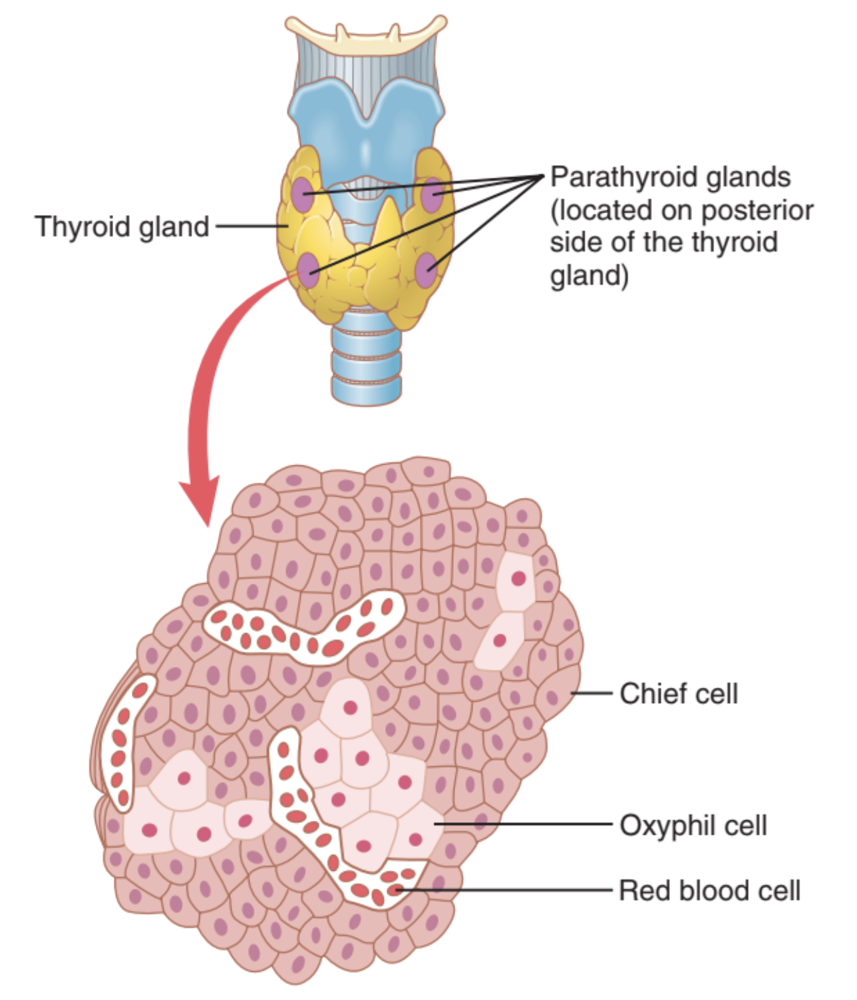 Thyroid gland
Parathyroid glands
(located on posterior
side of the thyroid
gland)
Chief cell
Oxyphil cell
Red blood cell